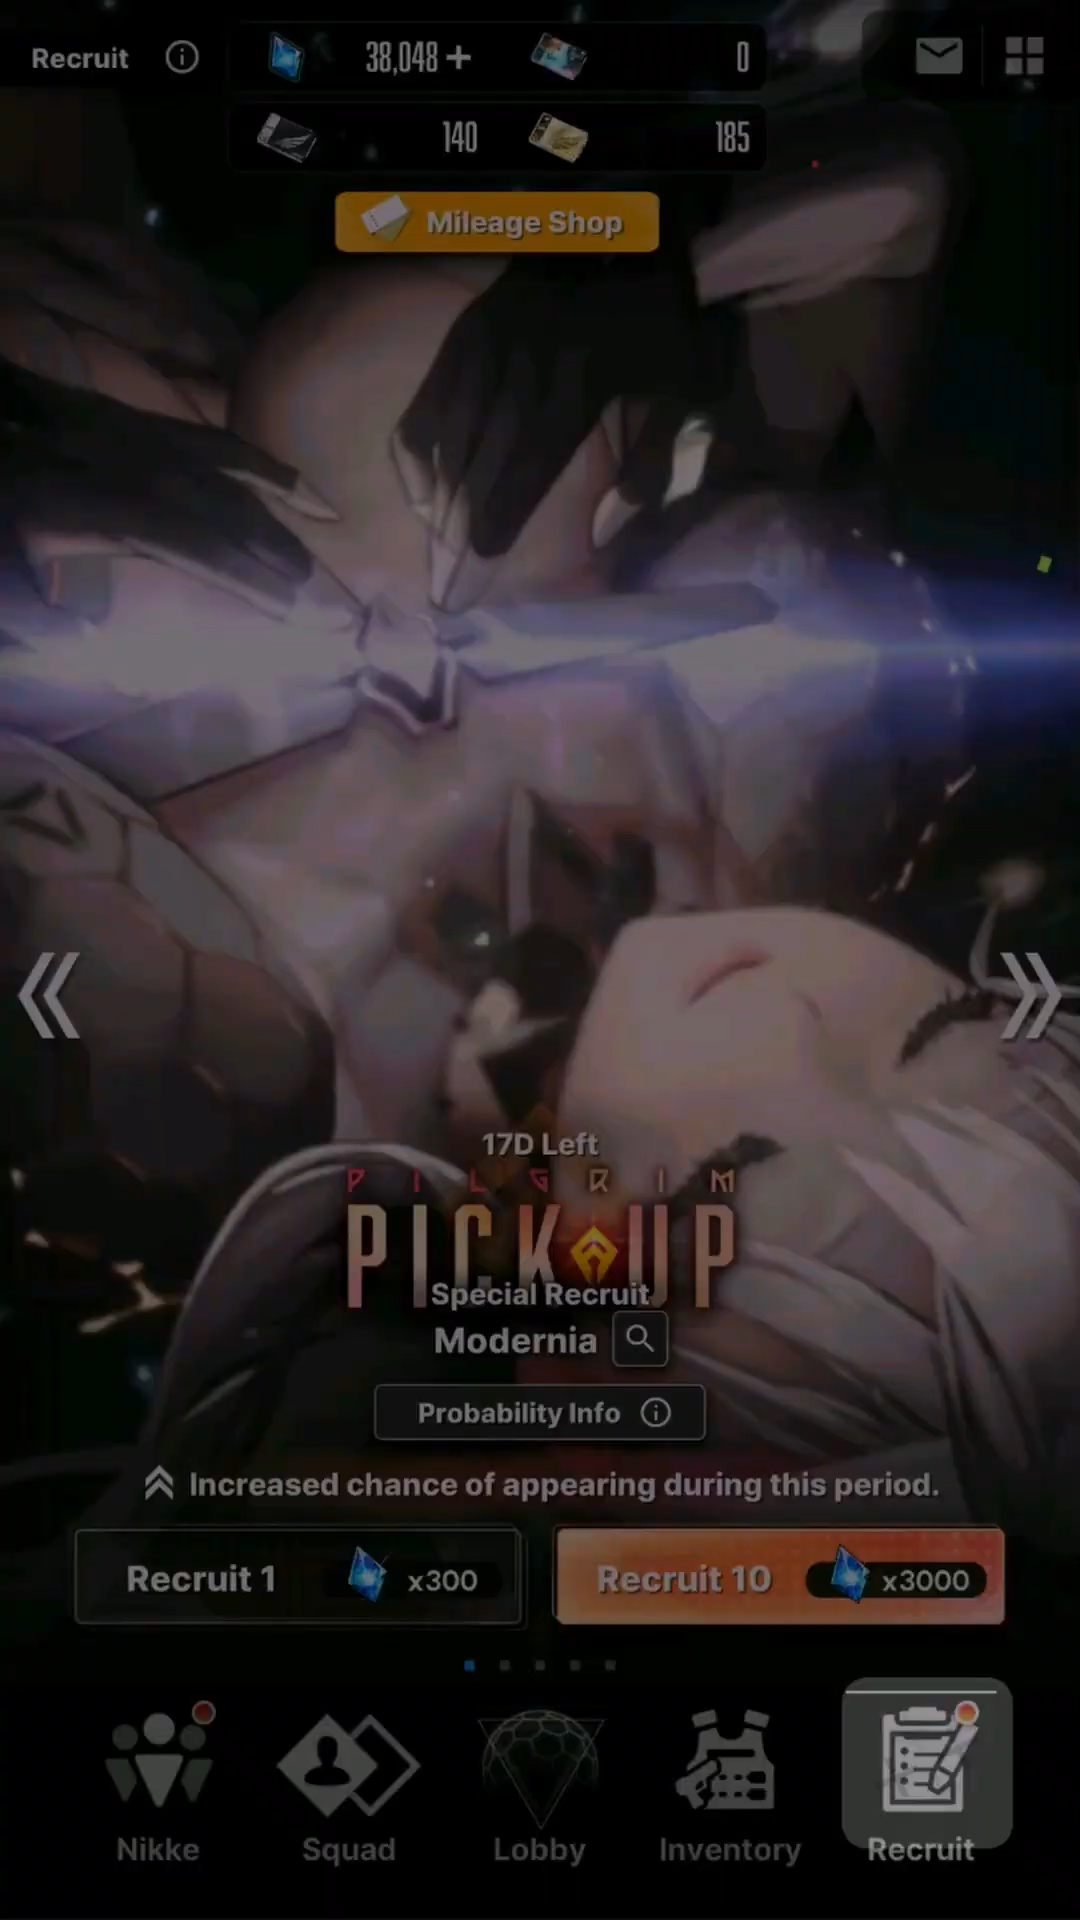 Recruit
38,048
0
140
185
Mileage Shop
17D Left
PILGRIM
PICK UP
Special Recruit
Modernia
Probability Info
Increased chance of appearing during this period.
Recruit 1 x300
Recruit 10 x3000
Nikke
Squad
Lobby
Inventory
Recruit